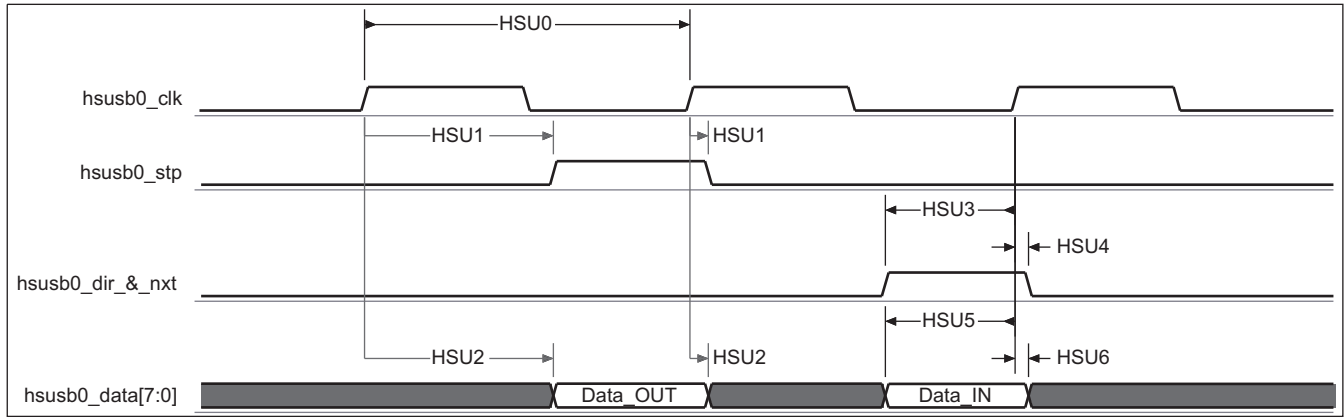 HSU0
hsusb0_clk
HSU1 HSU1
hsusb0_stp
HSU3
HSU4
hsusb0_dir_&_nxt
HSU5
HSU2 HSU2 HSU6
hsusb0_data[7:0] Data_OUT Data_IN